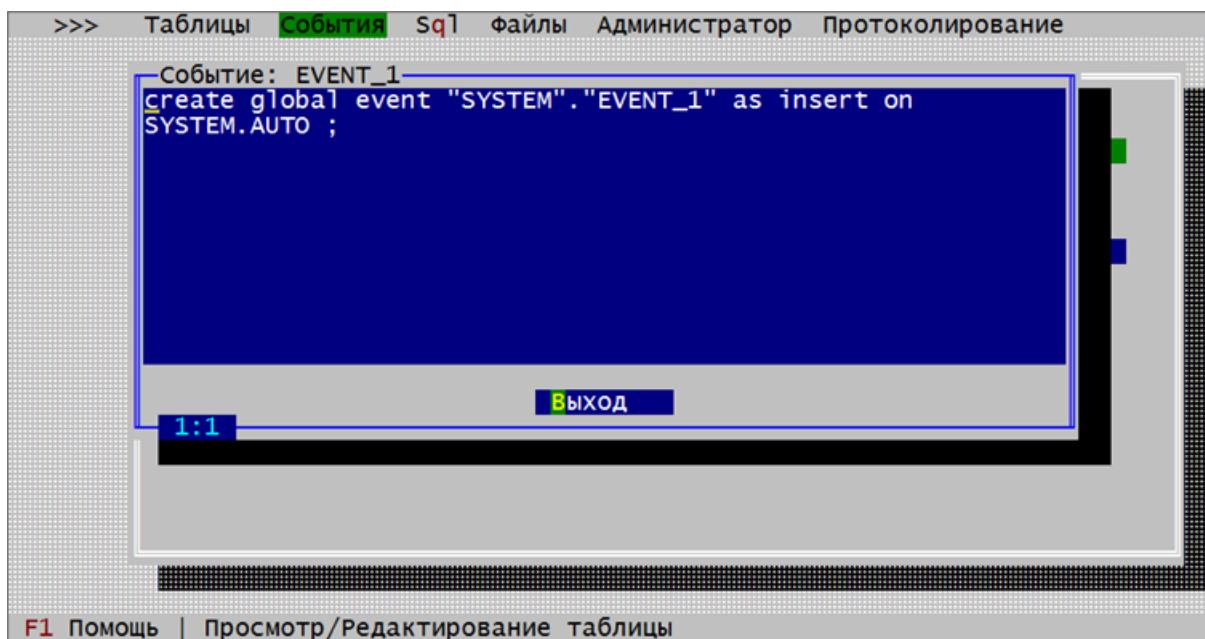 >>> Таблицы События Sql Файлы Администратор Протоколирование
Событие: EVENT_1
create global event "SYSTEM"."EVENT_1" as insert on
SYSTEM.AUTO ;
Выход
1:1
F1 Помощь | Просмотр/Редактирование таблицы